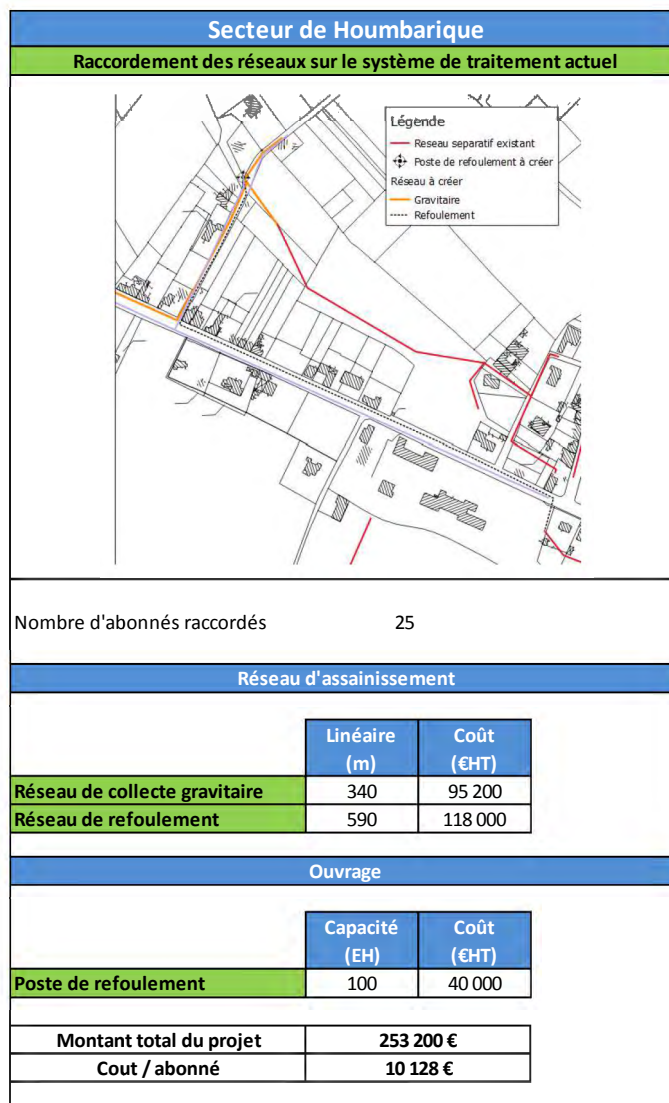 Secteur de Houmbarique
Raccordement des réseaux sur le système de traitement actuel
Légende
Reseau separatif existant
Poste de refoulement à créer
Réseau à créer
Gravitaire
Refoulement
Nombre d'abonnés raccordés 25
Réseau d'assainissement
Linéaire (m) Coût (€HT)
Réseau de collecte gravitaire 340 95 200
Réseau de refoulement 590 118 000
Ouvrage
Capacité (EH) Coût (€HT)
Poste de refoulement 100 40 000
Montant total du projet 253 200 €
Cout / abonné 10 128 €